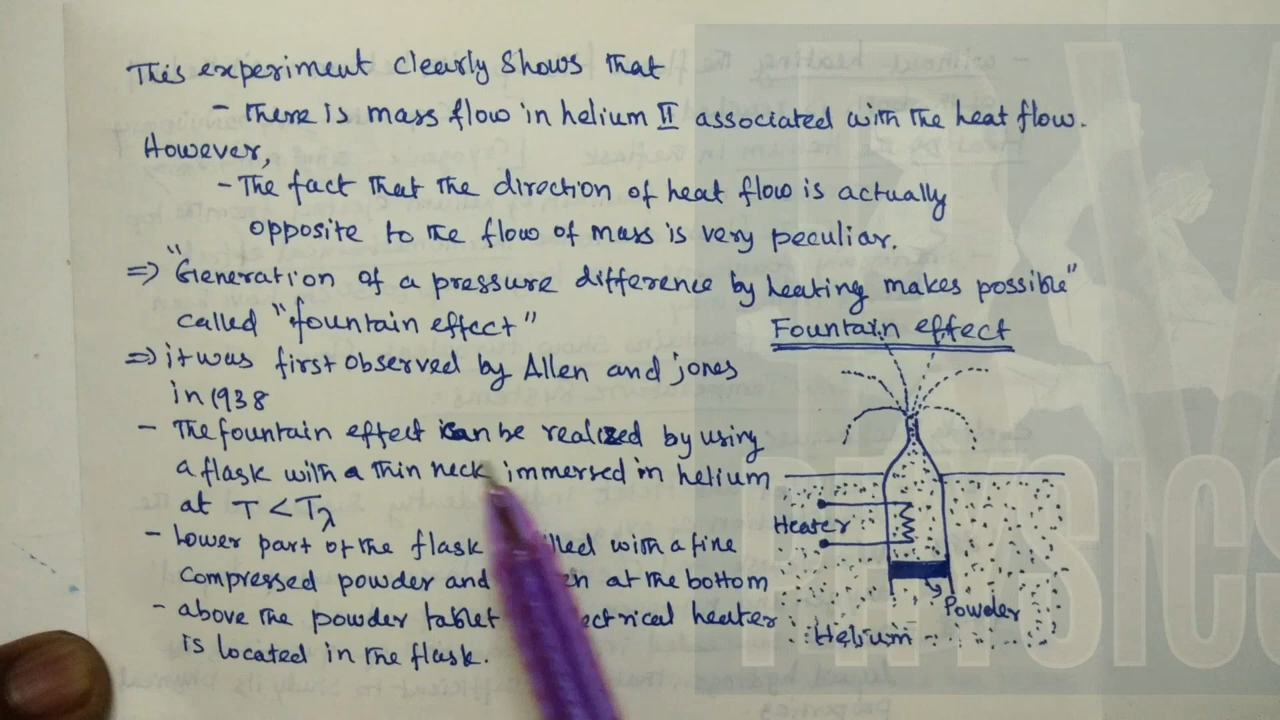 This experiment clearly shows that
- There is mass flow in helium II associated with the heat flow.
However,
- The fact that the direction of heat flow is actually
opposite to the flow of mass is very peculiar.
⇒ "Generation of a pressure difference by heating makes possible"
called "fountain effect"
⇒ it was first observed by Allen and jones
in 1938
- The fountain effect can be realized by using
a flask with a thin neck immersed in helium
at T < Tλ
- lower part of the flask filled with a fine
compressed powder and at the bottom
- above the powder tablet heater
is located in the flask.
Fountain effect
Heater
Powder
Helium
PHYSICS